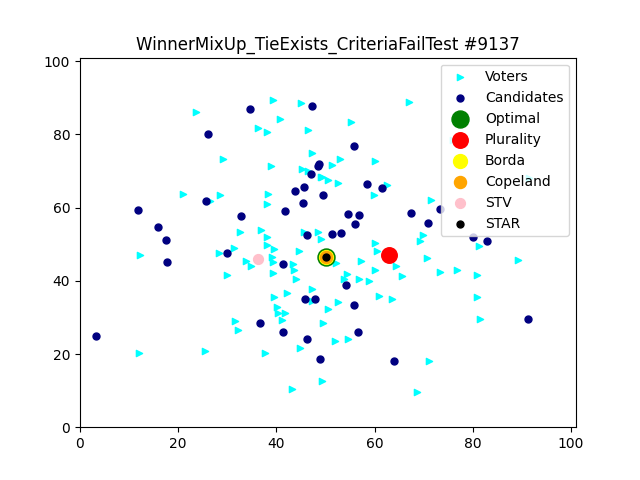 WinnerMixUp_TieExists_CriteriaFailTest #9137
100
80
60
40
20
0
0 20 40 60 80 100
Voters
Candidates
Optimal
Plurality
Borda
Copeland
STV
STAR